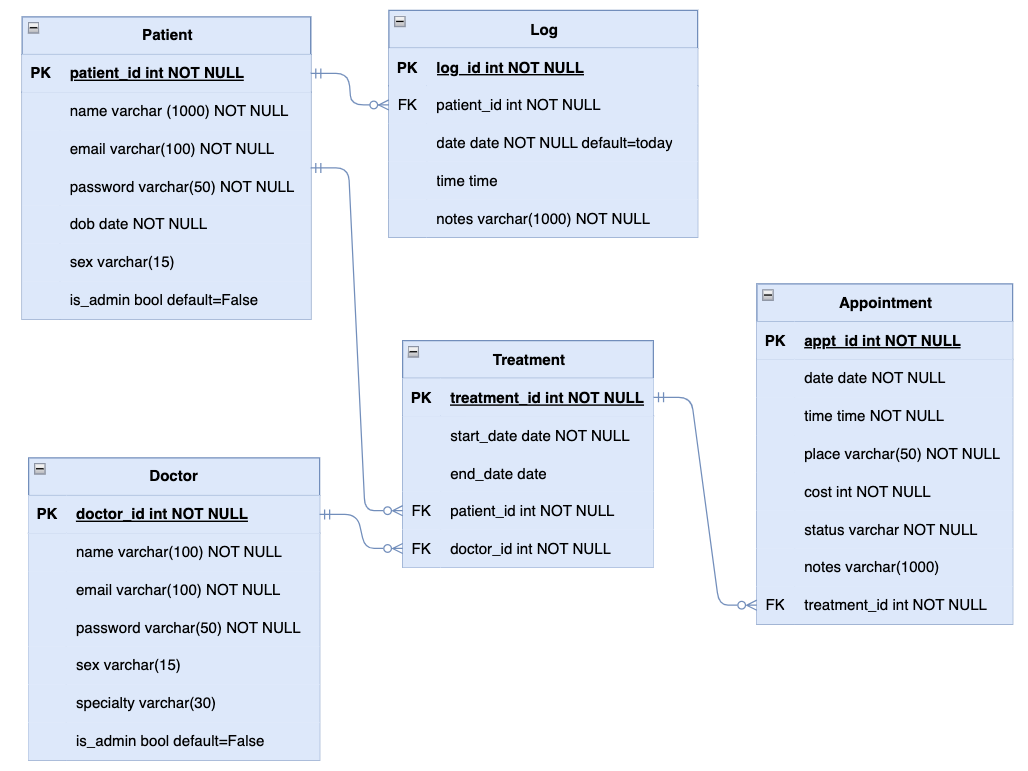 Patient
PK patient_id int NOT NULL
name varchar (1000) NOT NULL
email varchar(100) NOT NULL
password varchar(50) NOT NULL
dob date NOT NULL
sex varchar(15)
is_admin bool default=False
Log
PK log_id int NOT NULL
FK patient_id int NOT NULL
date date NOT NULL default=today
time time
notes varchar(1000) NOT NULL
Treatment
PK treatment_id int NOT NULL
start_date date NOT NULL
end_date date
FK patient_id int NOT NULL
FK doctor_id int NOT NULL
Appointment
PK appt_id int NOT NULL
date date NOT NULL
time time NOT NULL
place varchar(50) NOT NULL
cost int NOT NULL
status varchar NOT NULL
notes varchar(1000)
FK treatment_id int NOT NULL
Doctor
PK doctor_id int NOT NULL
name varchar(100) NOT NULL
email varchar(100) NOT NULL
password varchar(50) NOT NULL
sex varchar(15)
specialty varchar(30)
is_admin bool default=False